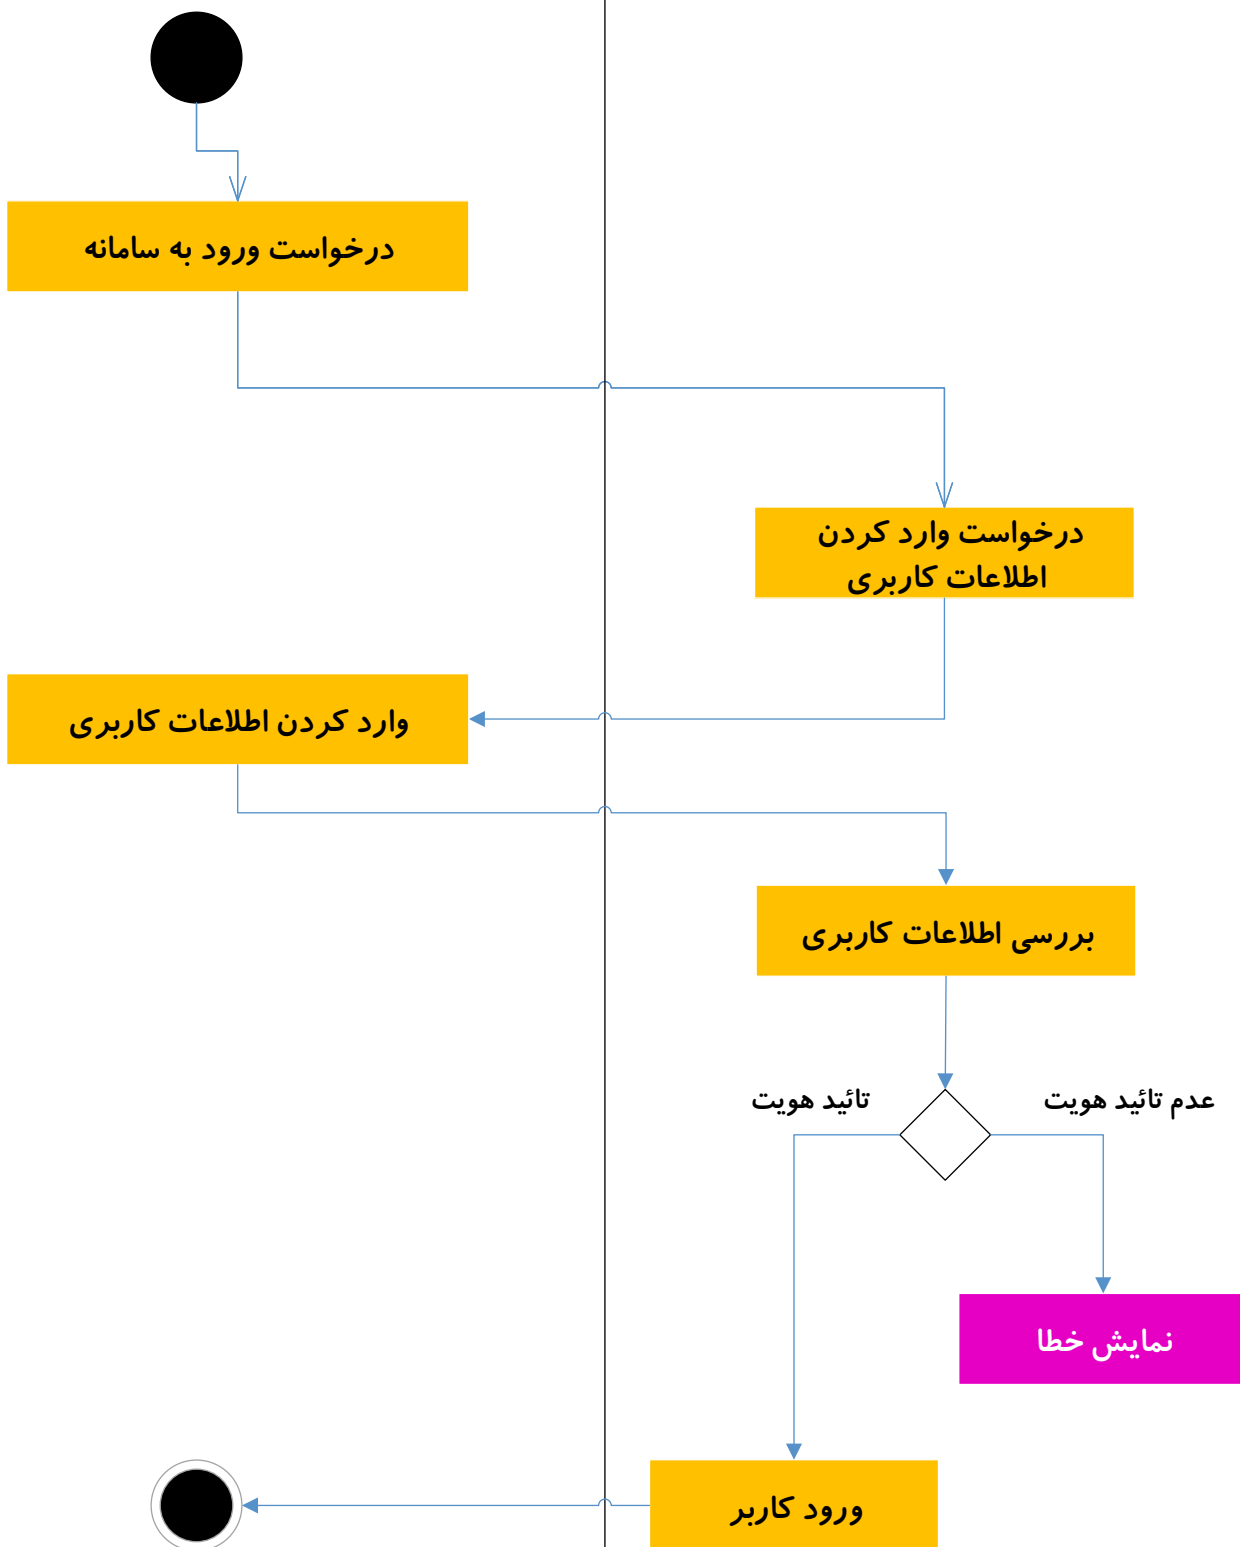 درخواست ورود به سامانه
درخواست وارد کردن
اطلاعات کاربری
وارد کردن اطلاعات کاربری
بررسی اطلاعات کاربری
عدم تائید هویت
تائید هویت
نمایش خطا
ورود کاربر